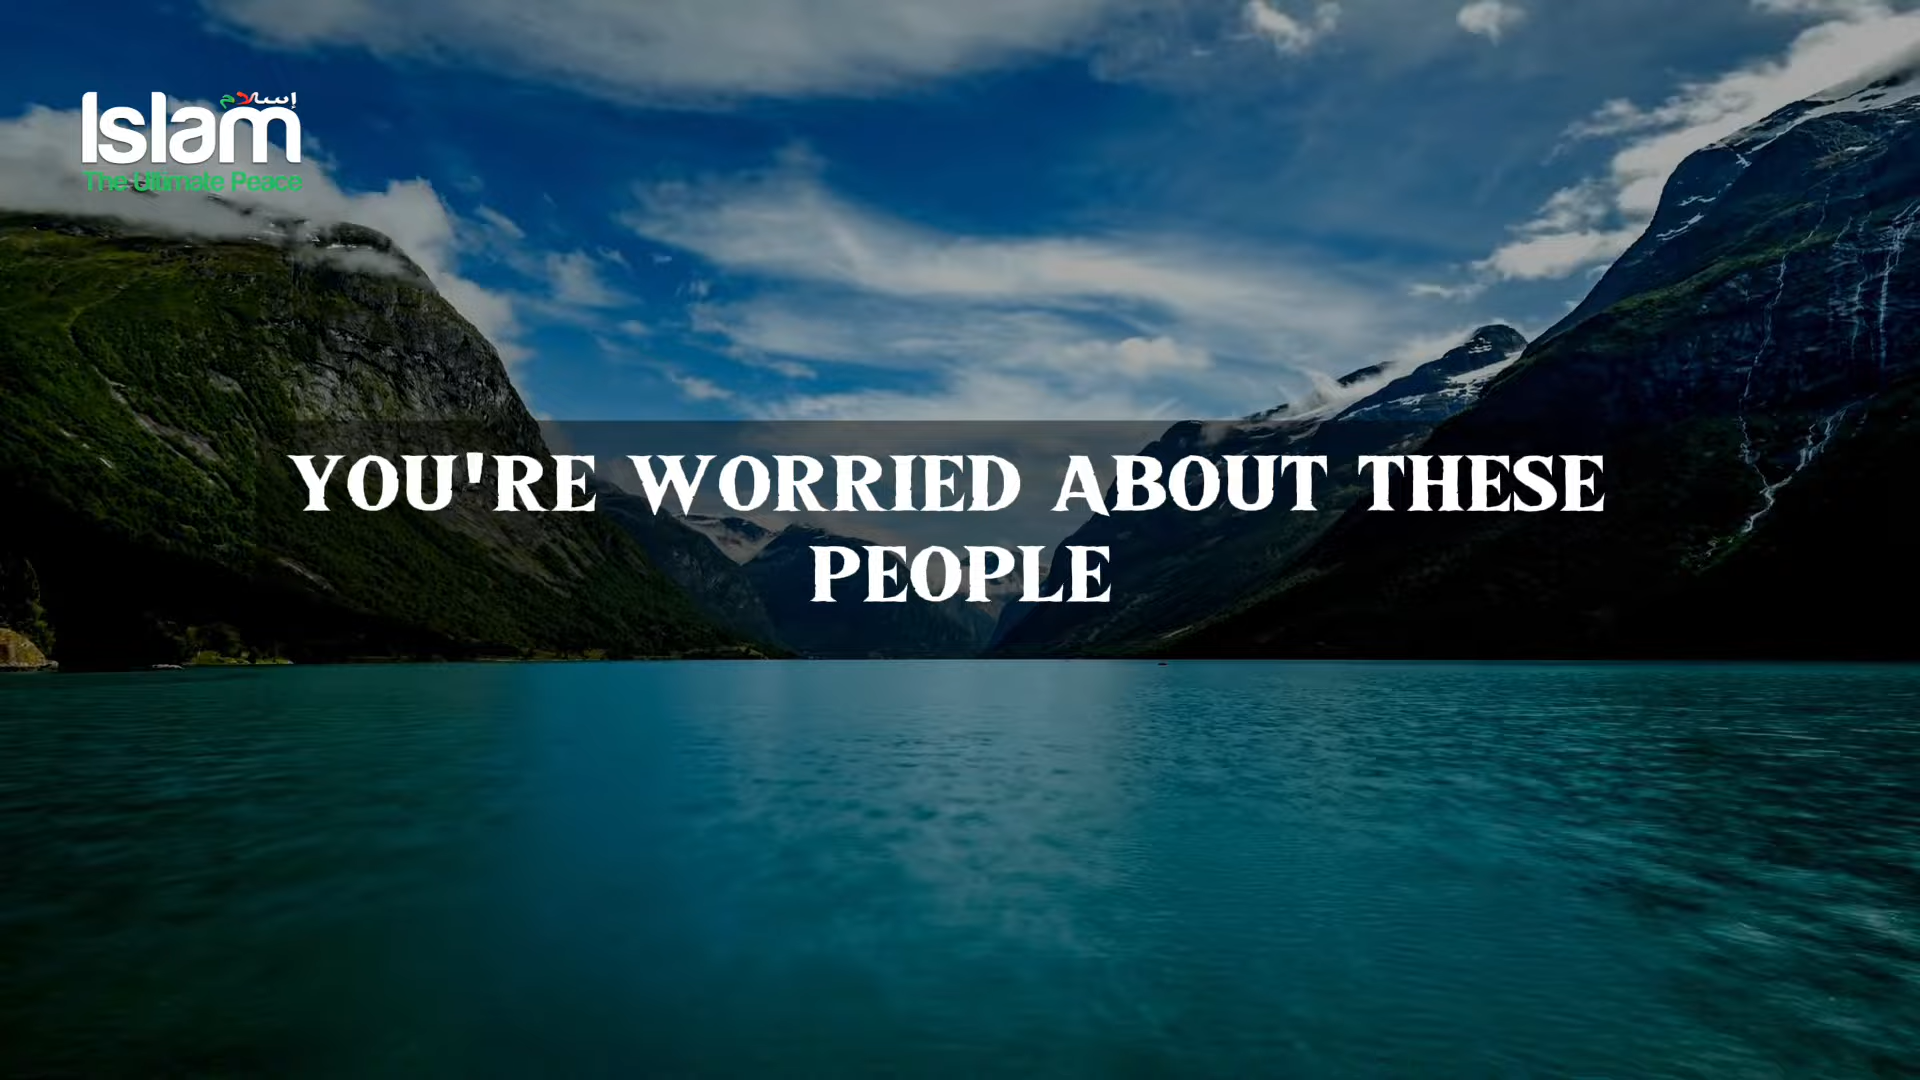 إسلام
Islam
The Ultimate Peace
YOU'RE WORRIED ABOUT THESE
PEOPLE